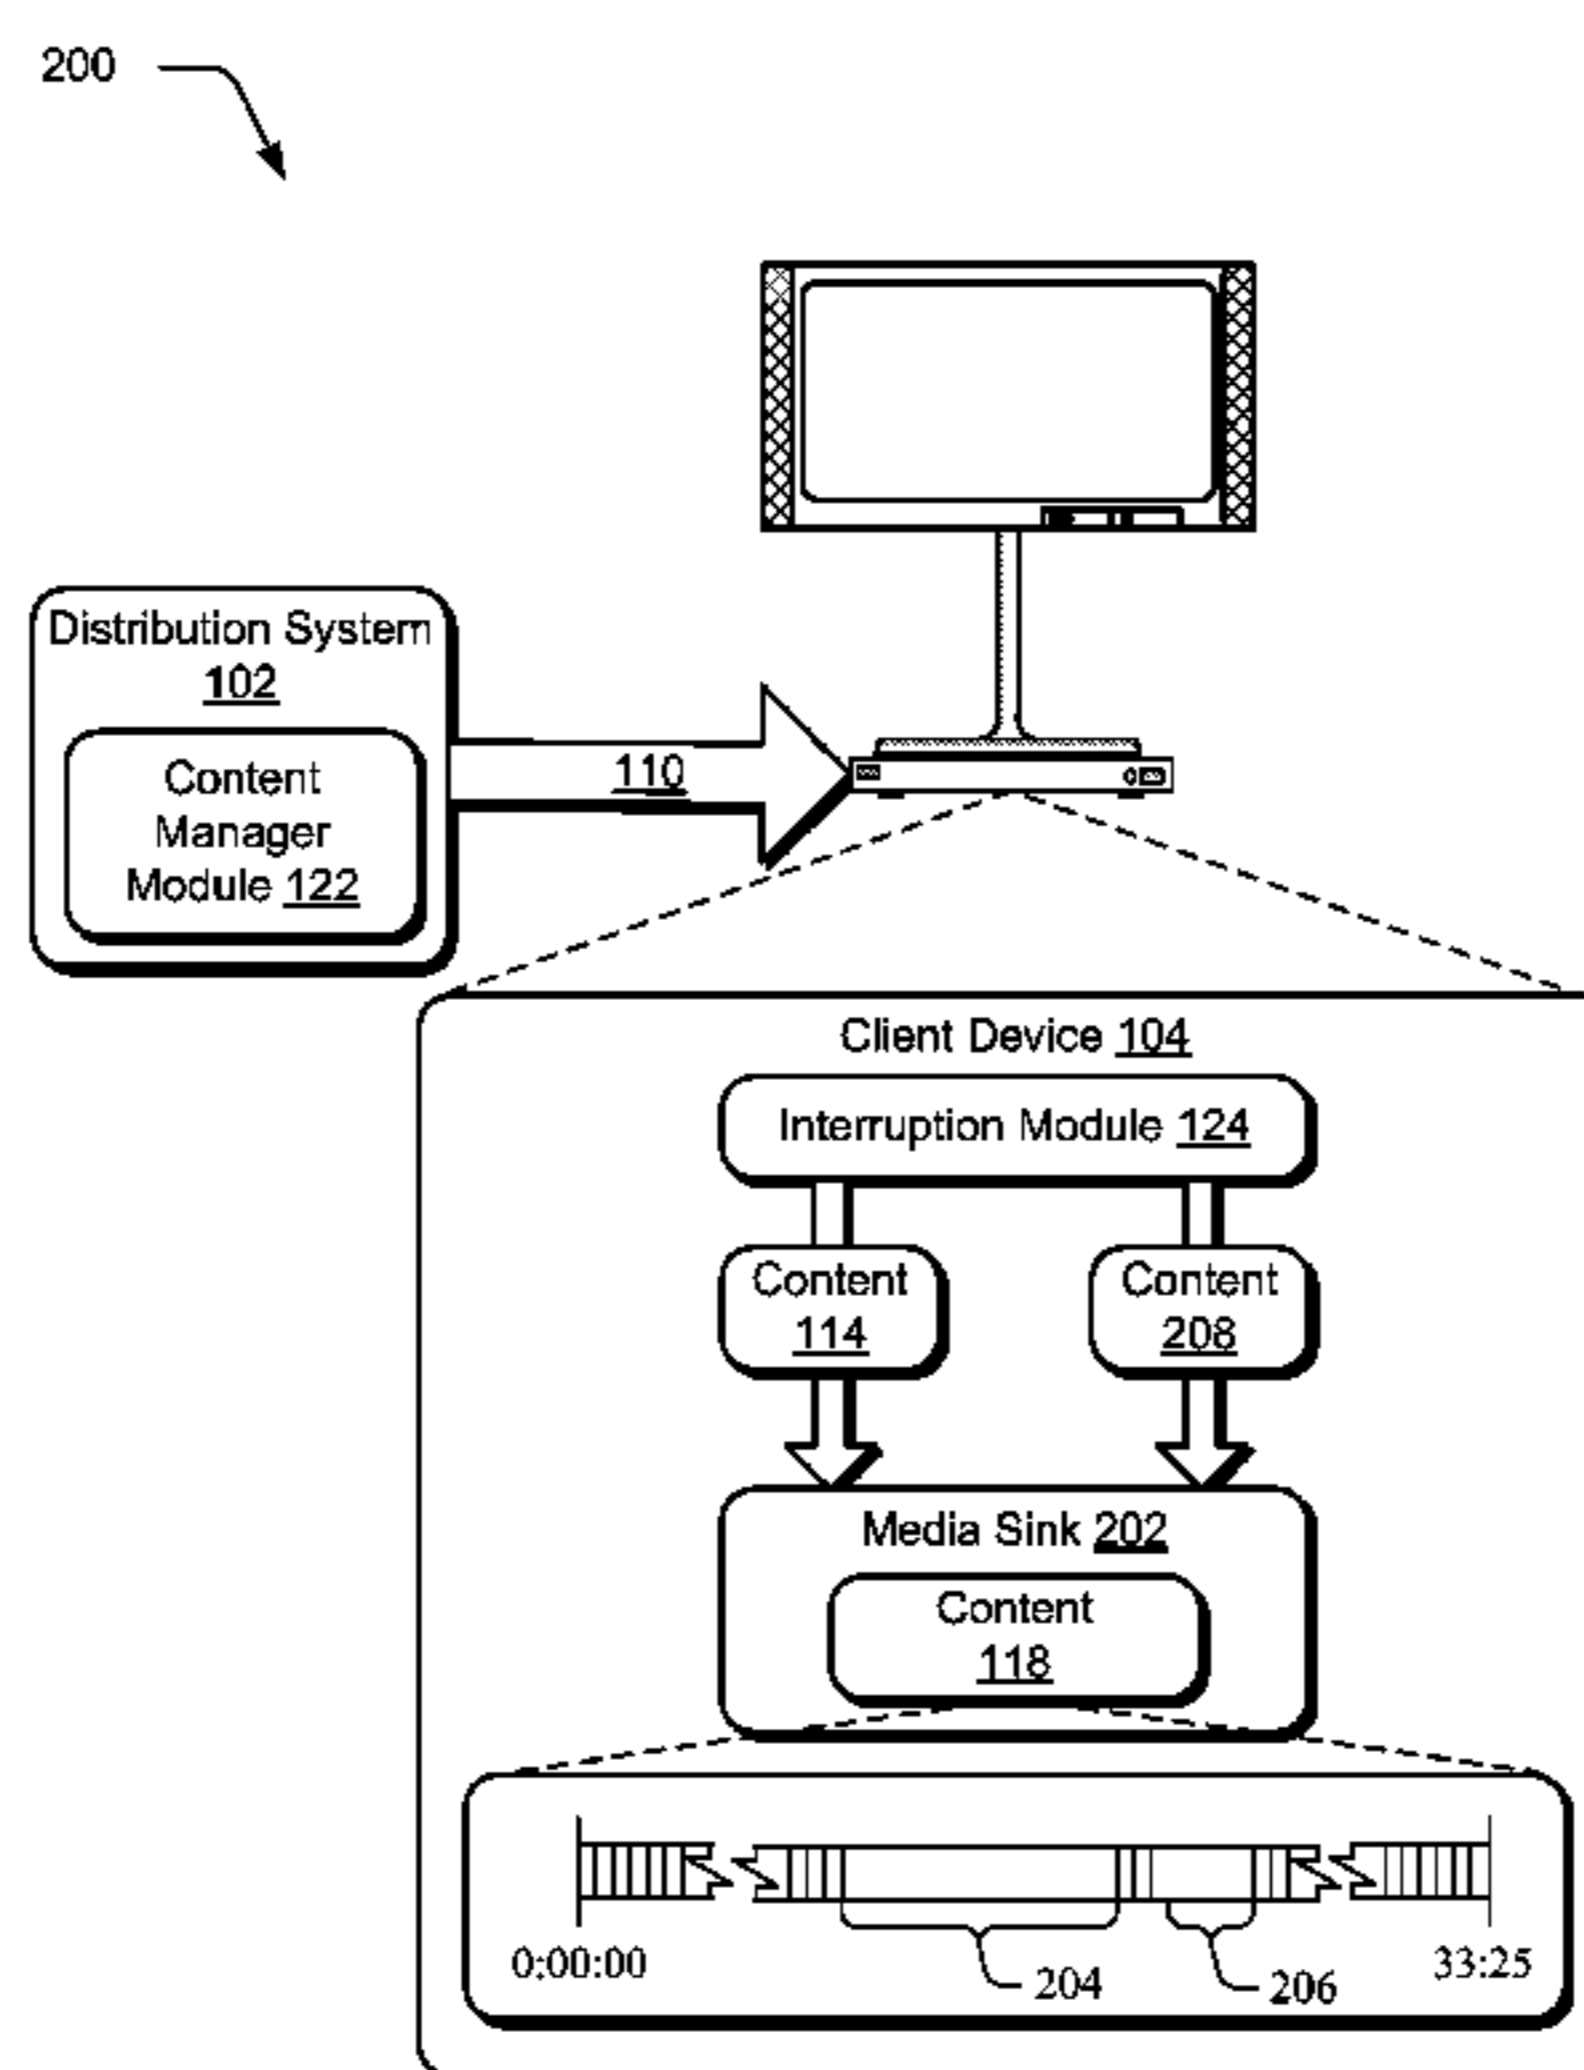 200
Distribution System
102
Content
Manager
Module 122
110
Client Device 104
Interruption Module 124
Content
114
Content
208
Media Sink 202
Content
118
0:00:00
204
206
33:25